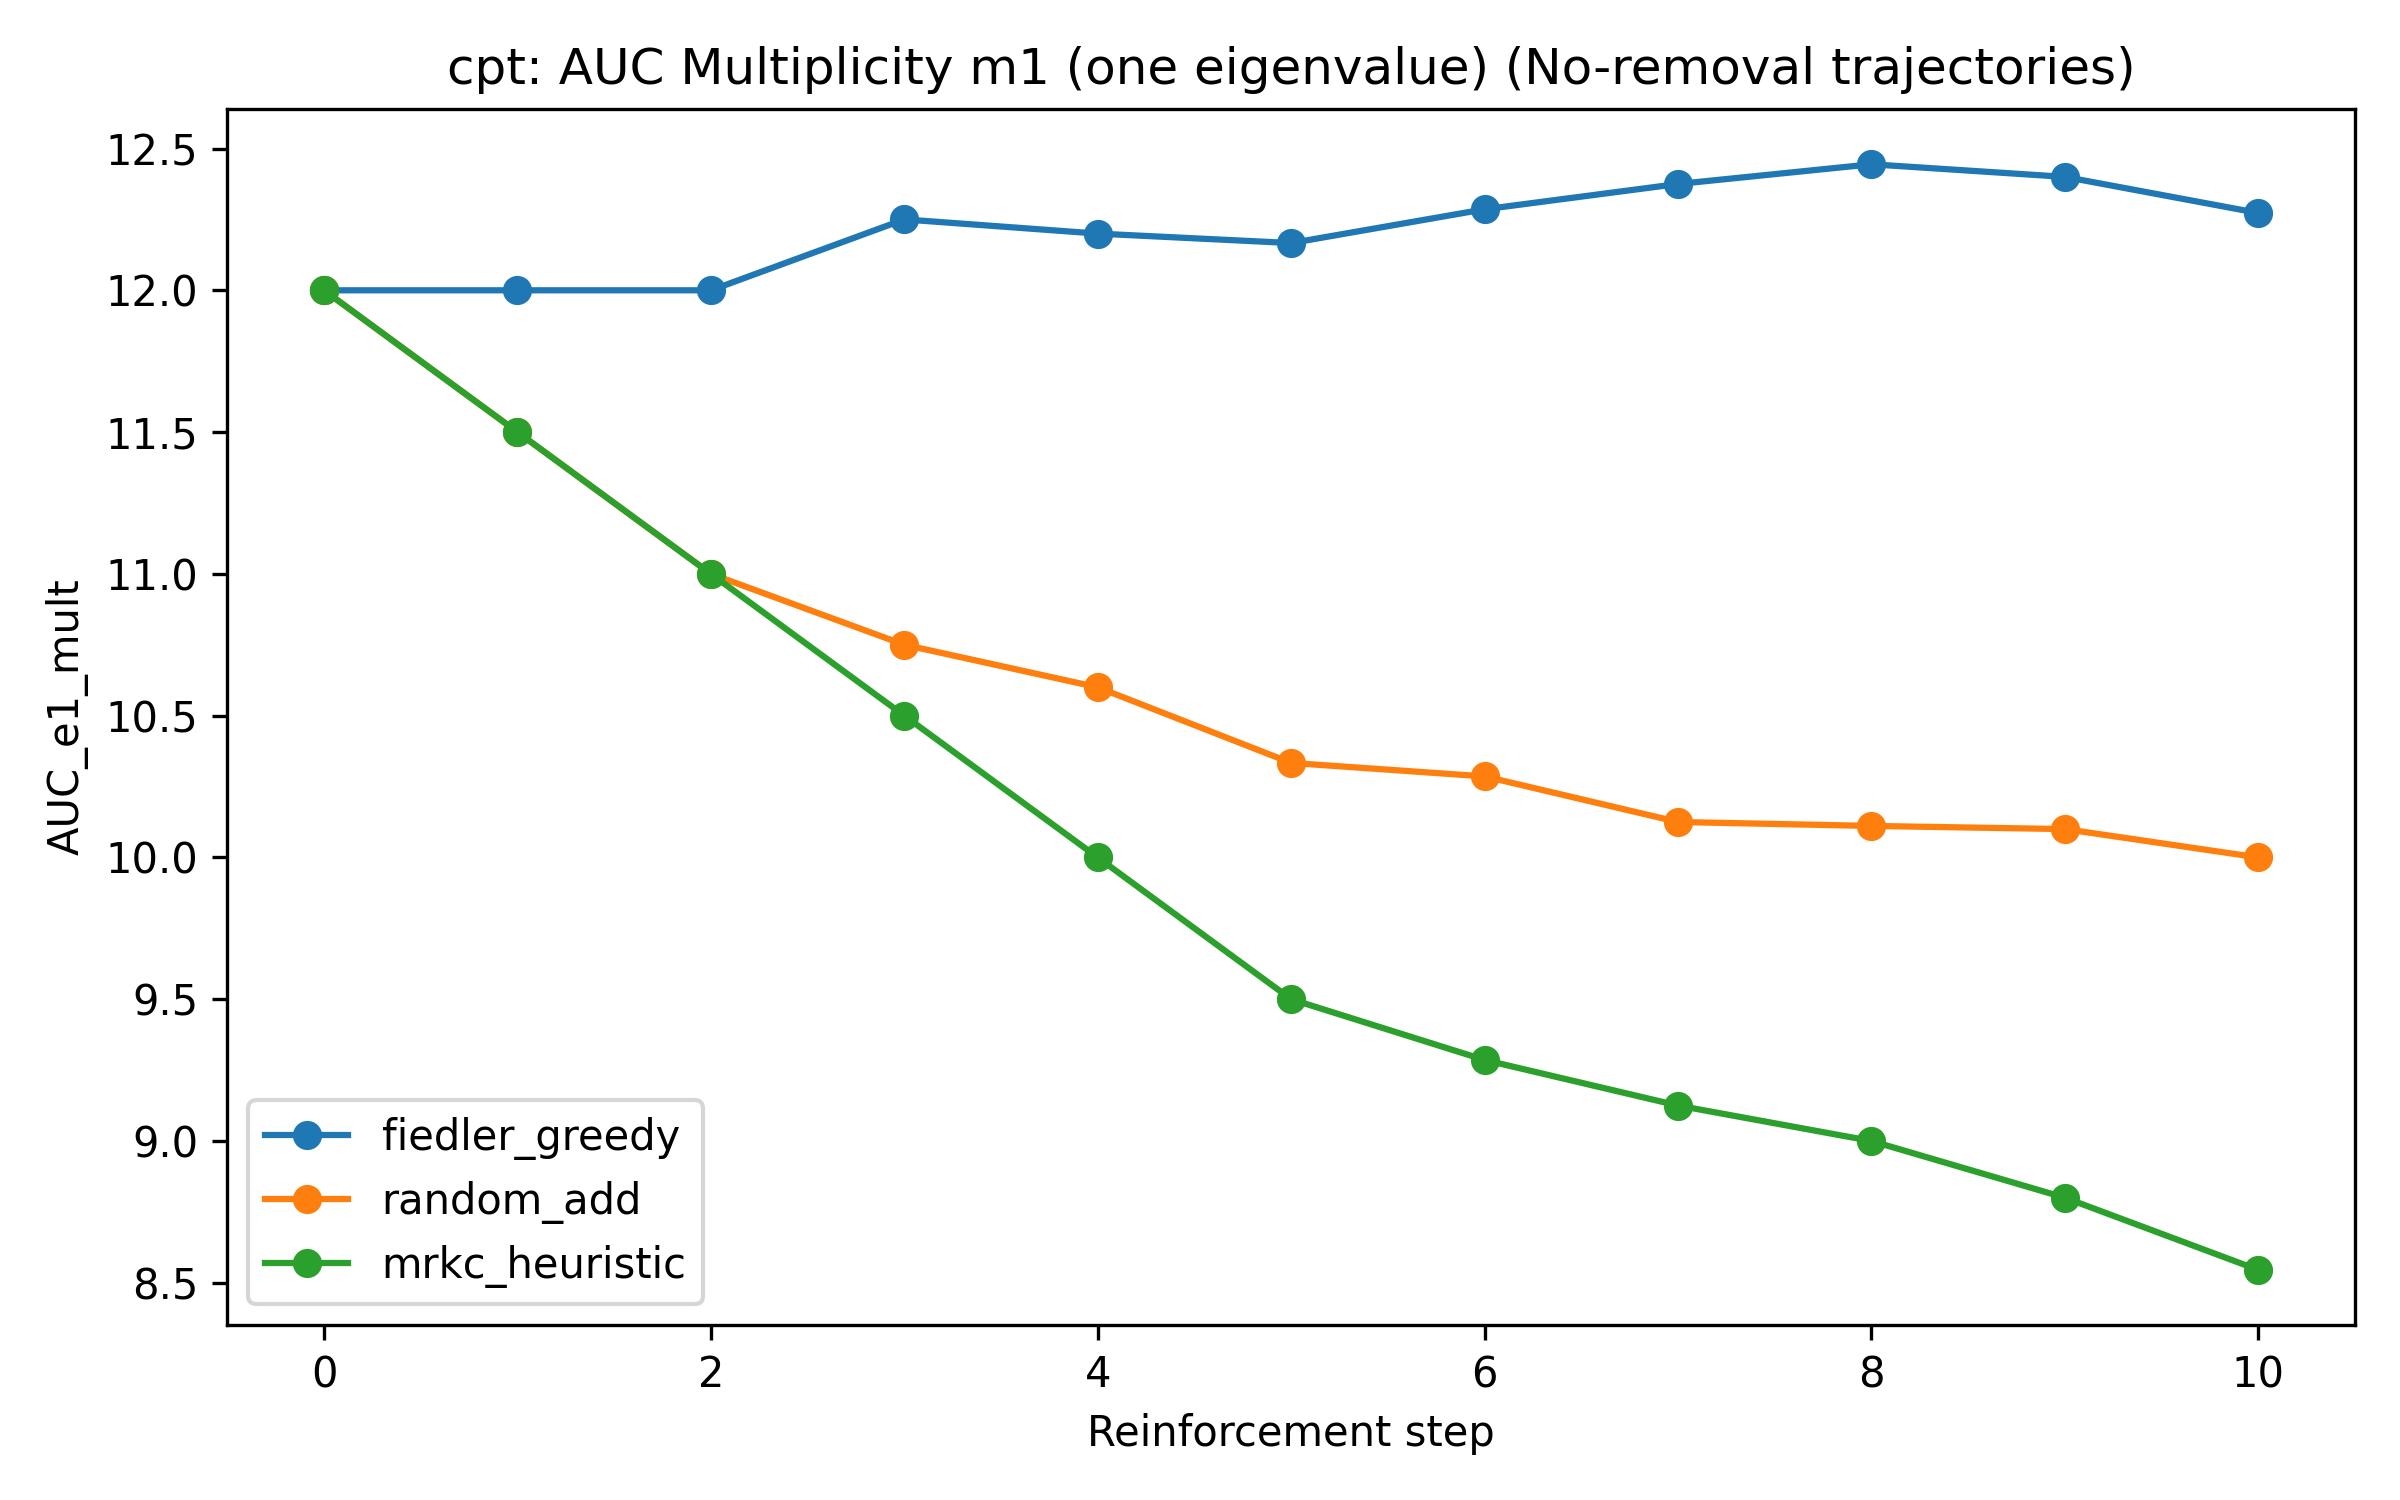 cpt: AUC Multiplicity m1 (one eigenvalue) (No-removal trajectories)
AUC_e1_mult
12.5
12.0
11.5
11.0
10.5
10.0
9.5
9.0
8.5
fiedler_greedy
random_add
mrkc_heuristic
0 2 4 6 8 10
Reinforcement step